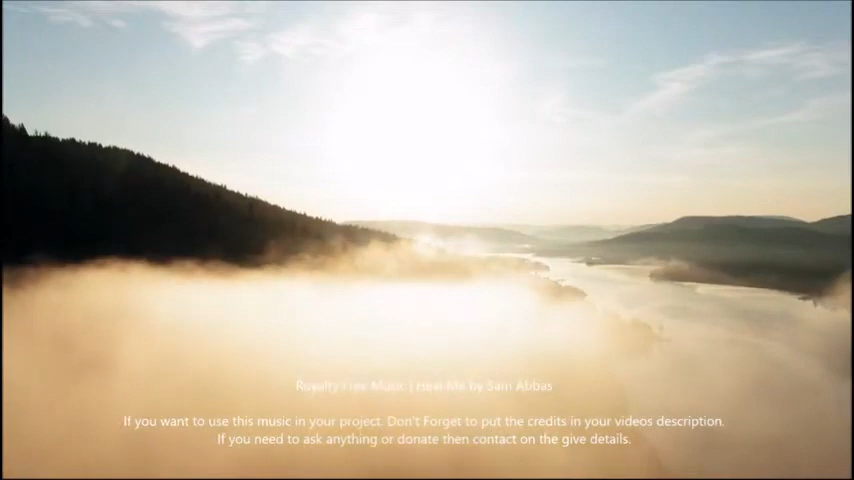 Royalty Free Music | Heal Me by Sam Abbas
If you want to use this music in your project. Don't Forget to put the credits in your videos description.
If you need to ask anything or donate then contact on the give details.